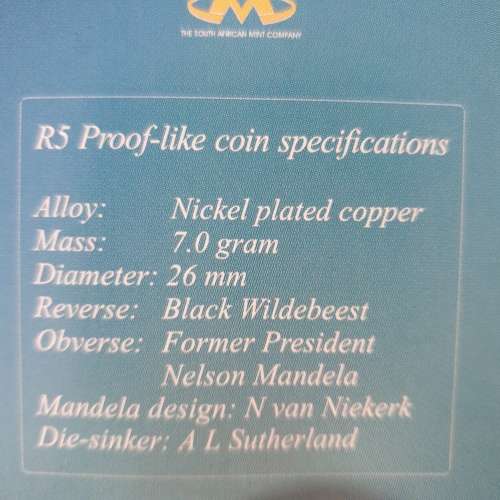 THE SOUTH AFRICAN MINT COMPANY
R5 Proof-like coin specifications
Alloy: Nickel plated copper
Mass: 7.0 gram
Diameter: 26 mm
Reverse: Black Wildebeest
Obverse: Former President
Nelson Mandela
Mandela design: N van Niekerk
Die-sinker: A L Sutherland